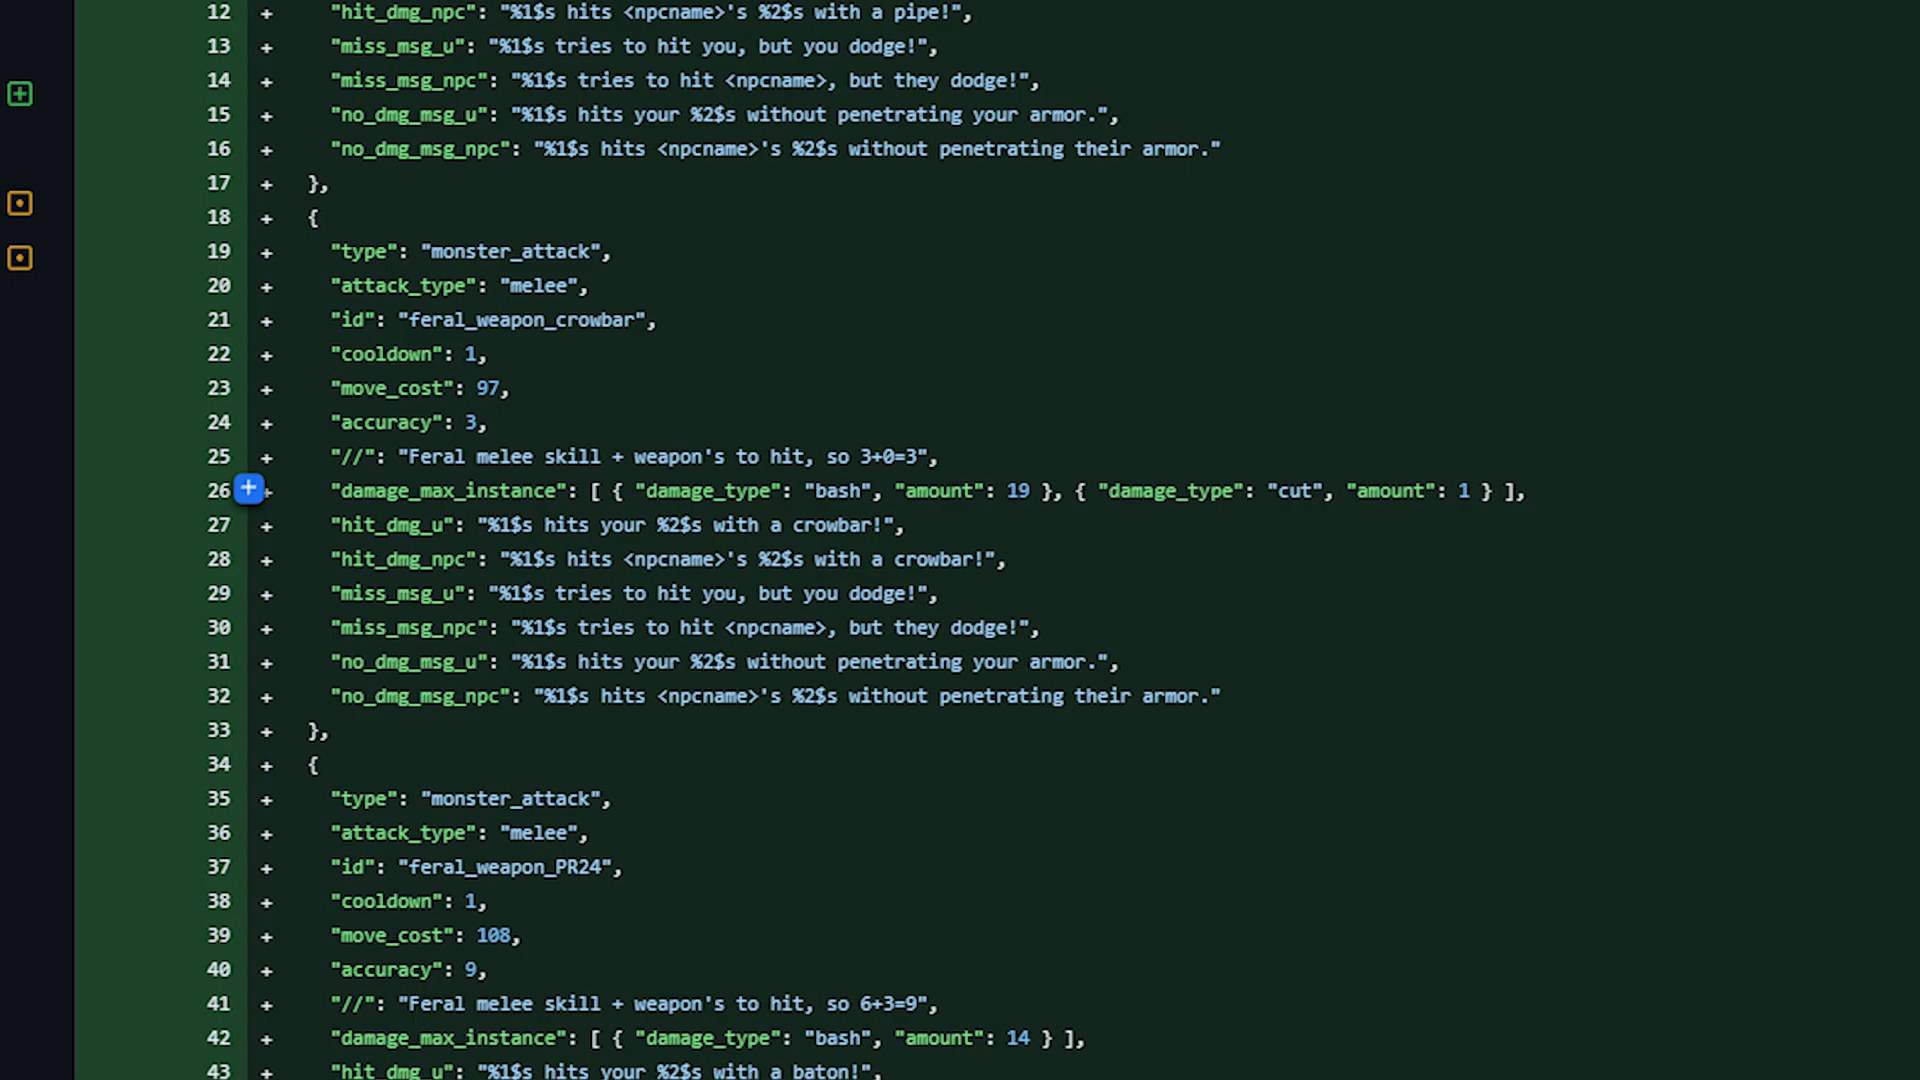 12 + "hit_dmg_npc": "%1$s hits <npcname>'s %2$s with a pipe!",
13 + "miss_msg_u": "%1$s tries to hit you, but you dodge!",
14 + "miss_msg_npc": "%1$s tries to hit <npcname>, but they dodge!",
15 + "no_dmg_msg_u": "%1$s hits your %2$s without penetrating your armor.",
16 + "no_dmg_msg_npc": "%1$s hits <npcname>'s %2$s without penetrating their armor."
17 + },
18 + {
19 + "type": "monster_attack",
20 + "attack_type": "melee",
21 + "id": "feral_weapon_crowbar",
22 + "cooldown": 1,
23 + "move_cost": 97,
24 + "accuracy": 3,
25 + "//": "Feral melee skill + weapon's to hit, so 3+0=3",
26 + "damage_max_instance": [ { "damage_type": "bash", "amount": 19 }, { "damage_type": "cut", "amount": 1 } ],
27 + "hit_dmg_u": "%1$s hits your %2$s with a crowbar!",
28 + "hit_dmg_npc": "%1$s hits <npcname>'s %2$s with a crowbar!",
29 + "miss_msg_u": "%1$s tries to hit you, but you dodge!",
30 + "miss_msg_npc": "%1$s tries to hit <npcname>, but they dodge!",
31 + "no_dmg_msg_u": "%1$s hits your %2$s without penetrating your armor.",
32 + "no_dmg_msg_npc": "%1$s hits <npcname>'s %2$s without penetrating their armor."
33 + },
34 + {
35 + "type": "monster_attack",
36 + "attack_type": "melee",
37 + "id": "feral_weapon_PR24",
38 + "cooldown": 1,
39 + "move_cost": 108,
40 + "accuracy": 9,
41 + "//": "Feral melee skill + weapon's to hit, so 6+3=9",
42 + "damage_max_instance": [ { "damage_type": "bash", "amount": 14 } ],
43 + "hit_dmg_u": "%1$s hits your %2$s with a baton!",